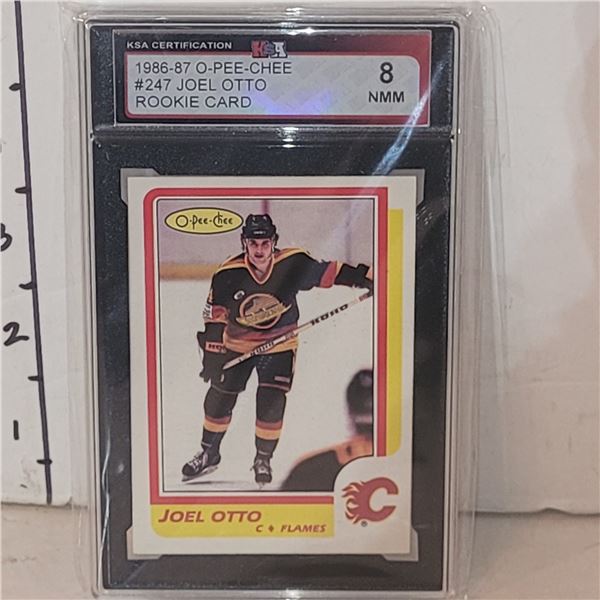 KSA CERTIFICATION
KSA
1986-87 O-PEE-CHEE
#247 JOEL OTTO
ROOKIE CARD
8
NMM
O-Pee-Chee
KOHO
JOEL OTTO
C ♦ FLAMES
C
®
3
2
1